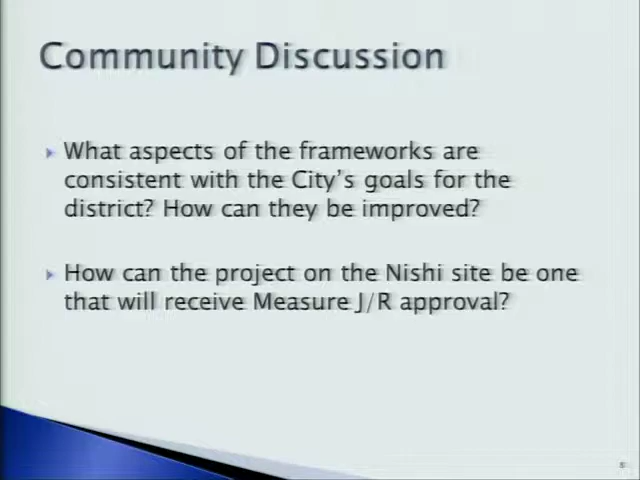 Community Discussion
What aspects of the frameworks are
consistent with the City's goals for the
district? How can they be improved?
How can the project on the Nishi site be one
that will receive Measure J/R approval?